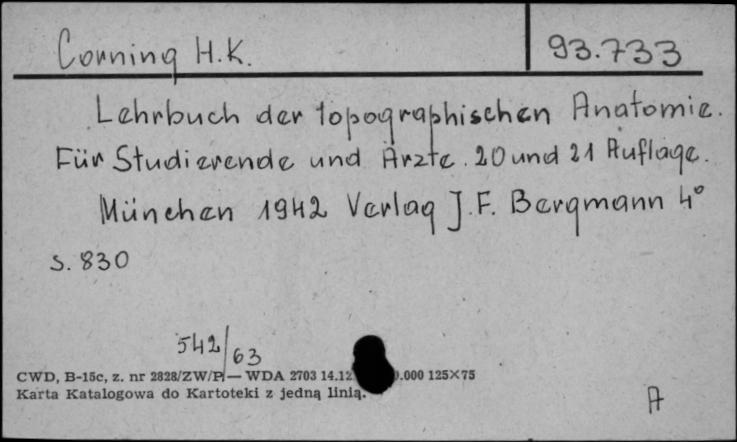 Corning H.K. 93.733
Lehrbuch der topographischen Anatomie.
Für Studierende und Ärzte. 20 und 21 Auflage.
München 1942 Verlag J.F. Bergmann 4°
s. 830
542/63
CWD, B-15c, z. nr 2828/ZW/P — WDA 2703 14.12 .000 125×75
Karta Katalogowa do Kartoteki z jedną linią.
A